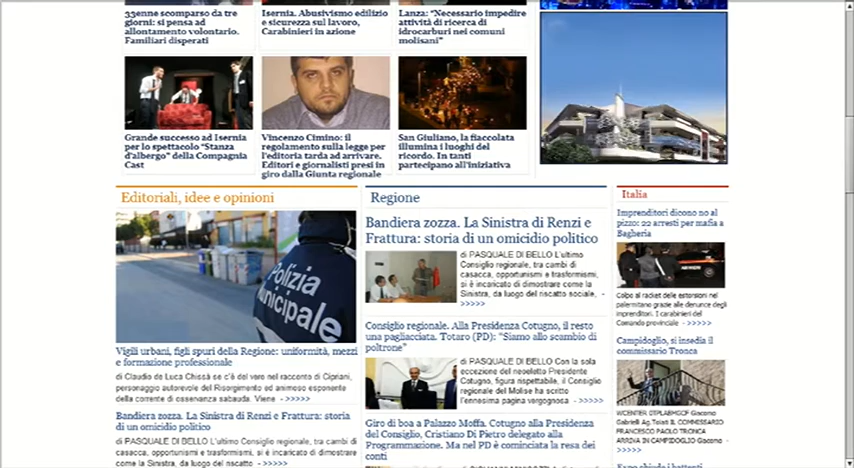 33enne scomparso da tre
giorni: si pensa ad
allontamento volontario.
Familiari disperati
Isernia. Abusivismo edilizio
e sicurezza sul lavoro,
Carabinieri in azione
Lanza: “Necessario impedire
attività di ricerca di
idrocarburi nei comuni
molisani”
Grande successo ad Isernia
per lo spettacolo “Stanza
d'albergo” della Compagnia
Cast
Vincenzo Cimino: il
regolamento sulla legge per
l'editoria tarda ad arrivare.
Editori e giornalisti presi in
giro dalla Giunta regionale
San Giuliano, la fiaccolata
illumina i luoghi del
ricordo. In tanti
partecipano all'iniziativa
Editoriali, idee e opinioni
Polizia
Municipale
Vigili urbani, figli spuri della Regione: uniformità, mezzi
e formazione professionale
di Claudio de Luca Chissà se c'è del vero nel racconto di Cipriani,
personaggio autorevole del Risorgimento ed animoso esponente
della corrente di ossenanza sabauda. Viene - >>>>>
Bandiera zozza. La Sinistra di Renzi e Frattura: storia
di un omicidio politico
di PASQUALE DI BELLO L'ultimo Consiglio regionale, tra cambi di
casacca, opportunismi e trasformismi, si è incaricato di dimostrare
come la Sinistra, da luogo del riscatto - >>>>>
Regione
Bandiera zozza. La Sinistra di Renzi e
Frattura: storia di un omicidio politico
di PASQUALE DI BELLO L'ultimo
Consiglio regionale, tra cambi di
casacca, opportunismi e trasformismi,
si è incaricato di dimostrare come la
Sinistra, da luogo del riscatto sociale, -
>>>>>
Consiglio regionale. Alla Presidenza Cotugno, il resto
una pagliacciata. Totaro (PD): “Siamo allo scambio di
poltrone”
di PASQUALE DI BELLO Con la sola
eccezione del neoeletto Presidente
Cotugno, figura rispettabile, il Consiglio
regionale del Molise ha scritto
l'ennesima pagina vergognosa - >>>>>
Giro di boa a Palazzo Moffa. Cotugno alla Presidenza
del Consiglio, Cristiano Di Pietro delegato alla
Programmazione. Ma nel PD è cominciata la resa dei
conti
Italia
Imprenditori dicono no al
pizzo: 22 arresti per mafia a
Bagheria
Colpo al racket delle estorsioni nel
palermitano grazie alle denunce degli
imprenditori. I carabinieri del
Comando provinciale - >>>>>
Campidoglio, si insedia il
commissario Tronca
Gabrielli Ag.Toiati IL COMMISSARIO
FRANCESCO PAOLO TRONCA
ARRIVA IN CAMPIDOGLIO Giacomo -
>>>>>